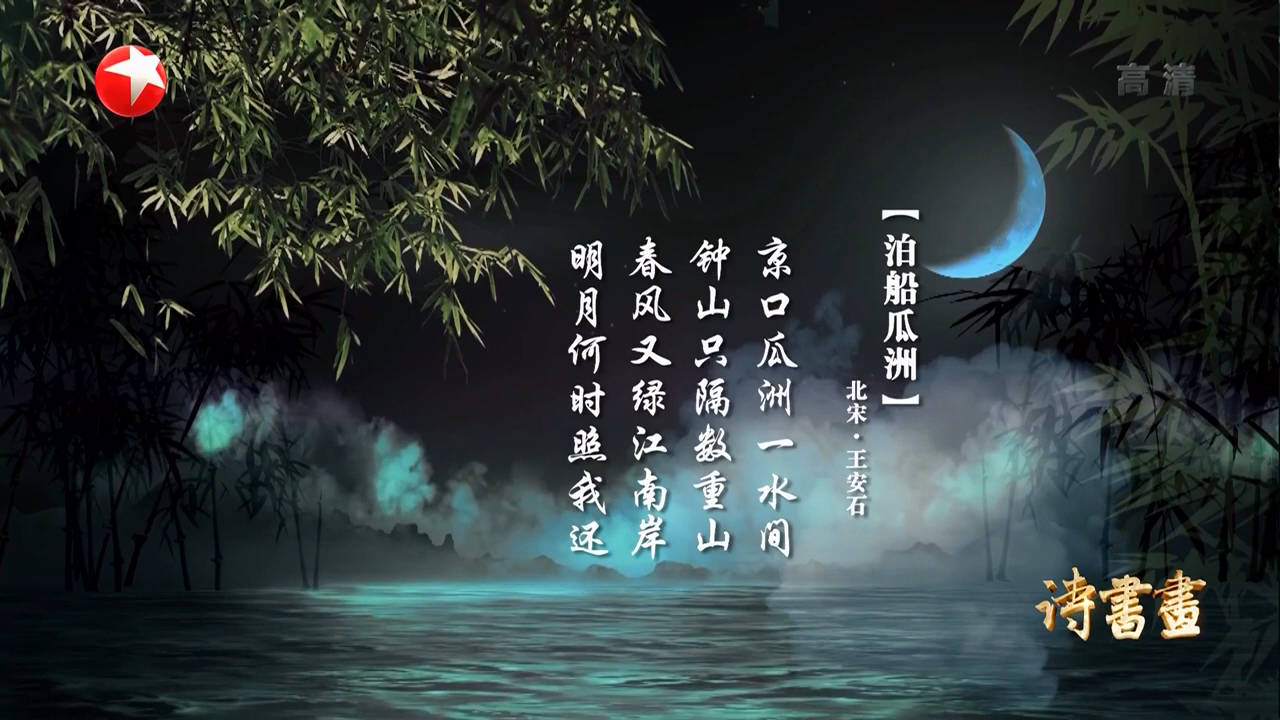 高清
【泊船瓜洲】
北宋·王安石
京口瓜洲一水间
钟山只隔数重山
春风又绿江南岸
明月何时照我还
诗書畫